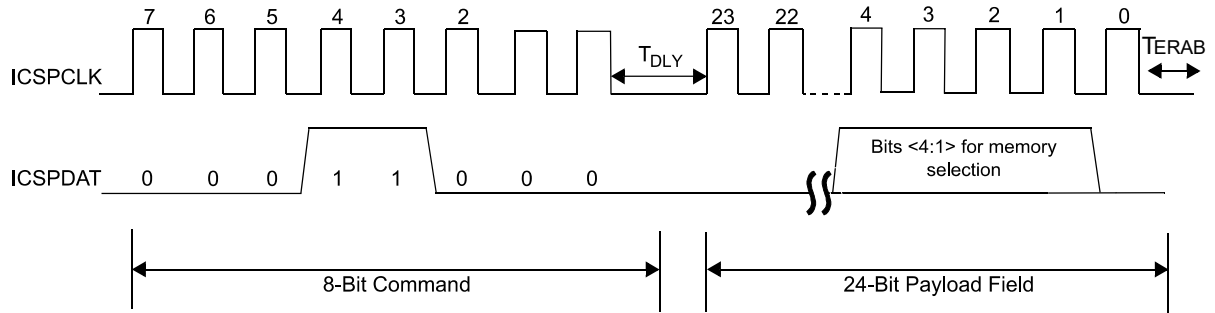 7 6 5 4 3 2 23 22 4 3 2 1 0
ICSPCLK
TDLY
TERAB
ICSPDAT
0 0 0 1 1 0 0 0
Bits <4:1> for memory
selection
8-Bit Command
24-Bit Payload Field